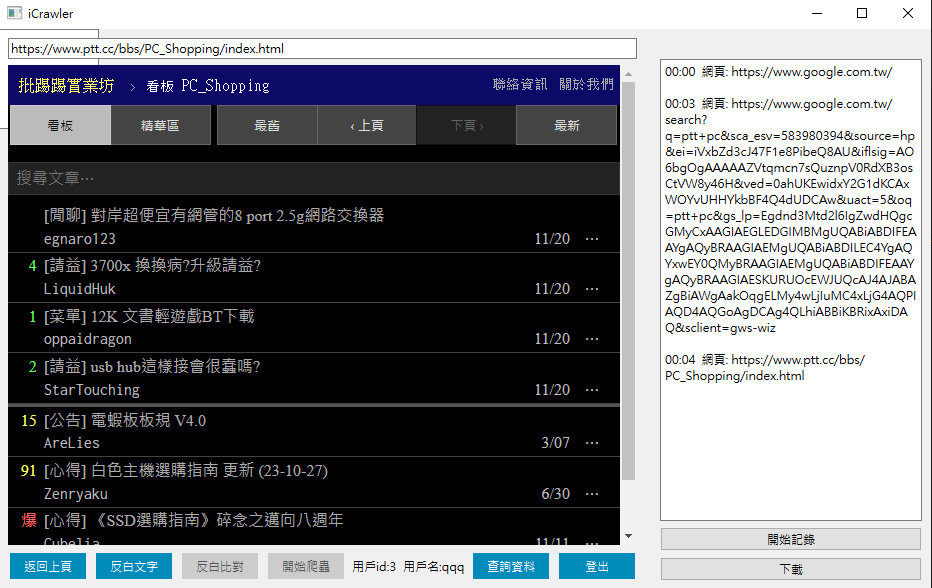 iCrawler
https://www.ptt.cc/bbs/PC_Shopping/index.html
批踢踢實業坊 › 看板 PC_Shopping 聯絡資訊 關於我們
看板 精華區 最舊 ‹ 上頁 下頁 › 最新
搜尋文章⋯
[閒聊] 對岸超便宜有網管的8 port 2.5g網路交換器
egnaro123 11/20 ⋯
4 [請益] 3700x 換換病?升級請益?
LiquidHuk 11/20 ⋯
1 [菜單] 12K 文書輕遊戲BT下載
oppaidragon 11/20 ⋯
2 [請益] usb hub這樣接會很蠢嗎?
StarTouching 11/20 ⋯
15 [公告] 電蝦板板規 V4.0
AreLies 3/07 ⋯
91 [心得] 白色主機選購指南 更新 (23-10-27)
Zenryaku 6/30 ⋯
爆 [心得] 《SSD選購指南》碎念之邁向八週年
返回上頁 反白文字 反白比對 開始爬蟲 用戶id:3 用戶名:qqq 查詢資料 登出
00:00 網頁: https://www.google.com.tw/
00:03 網頁: https://www.google.com.tw/
search?
q=ptt+pc&sca_esv=583980394&source=hp
&ei=iVxbZd3cJ47F1e8PibeQ8AU&iflsig=AO
6bgOgAAAAAZVtqmcn7sQuznpV0RdXB3os
CtVW8y46H&ved=0ahUKEwidxY2G1dKCAx
WOYvUHHYkbBF4Q4dUDCAw&uact=5&oq
=ptt+pc&gs_lp=Egdnd3Mtd2l6IgZwdHQgc
GMyCxAAGIAEGLEDGIMBMgUQABiABDIFEAA
YgAQyBRAAGIAEMgUQABiABDILEC4YgAQ
YxwEY0QMyBRAAGIAEMgUQABiABDIFEAAY
gAQyBRAAGIAESKURUOcEWJUQcAJ4AJABA
ZgBiAWgAakOqgELMy4wLjIuMC4xLjG4AQPI
AQD4AQGoAgDCAg4QLhiABBiKBRixAxiDA
Q&sclient=gws-wiz
00:04 網頁: https://www.ptt.cc/bbs/
PC_Shopping/index.html
開始記錄
下載